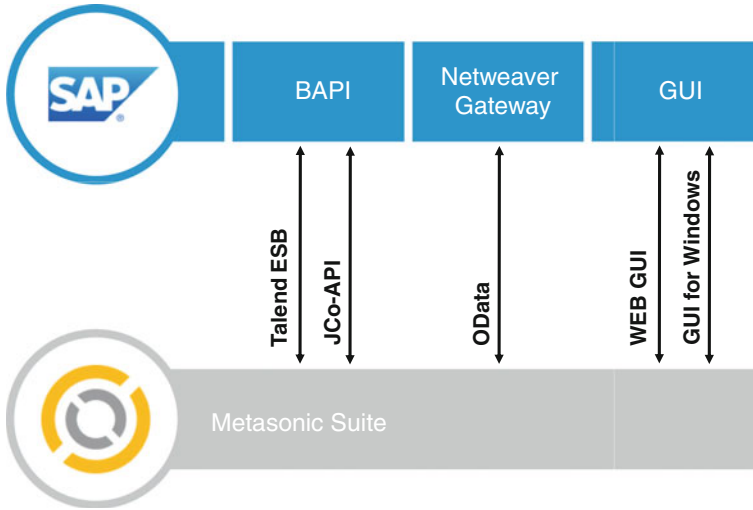 SAP®
BAPI
Netweaver
Gateway
GUI
Talend ESB
JCo-API
OData
WEB GUI
GUI for Windows
Metasonic Suite